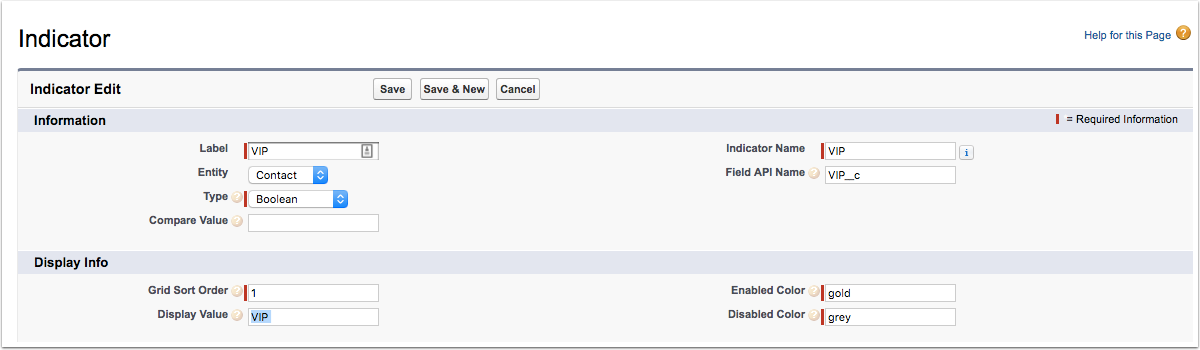 Indicator
Help for this Page ?
Indicator Edit Save Save & New Cancel
Information = Required Information
Label VIP Indicator Name VIP i
Entity Contact Field API Name ? VIP__c
Type ? Boolean
Compare Value ?
Display Info
Grid Sort Order ? 1 Enabled Color ? gold
Display Value ? VIP Disabled Color ? grey